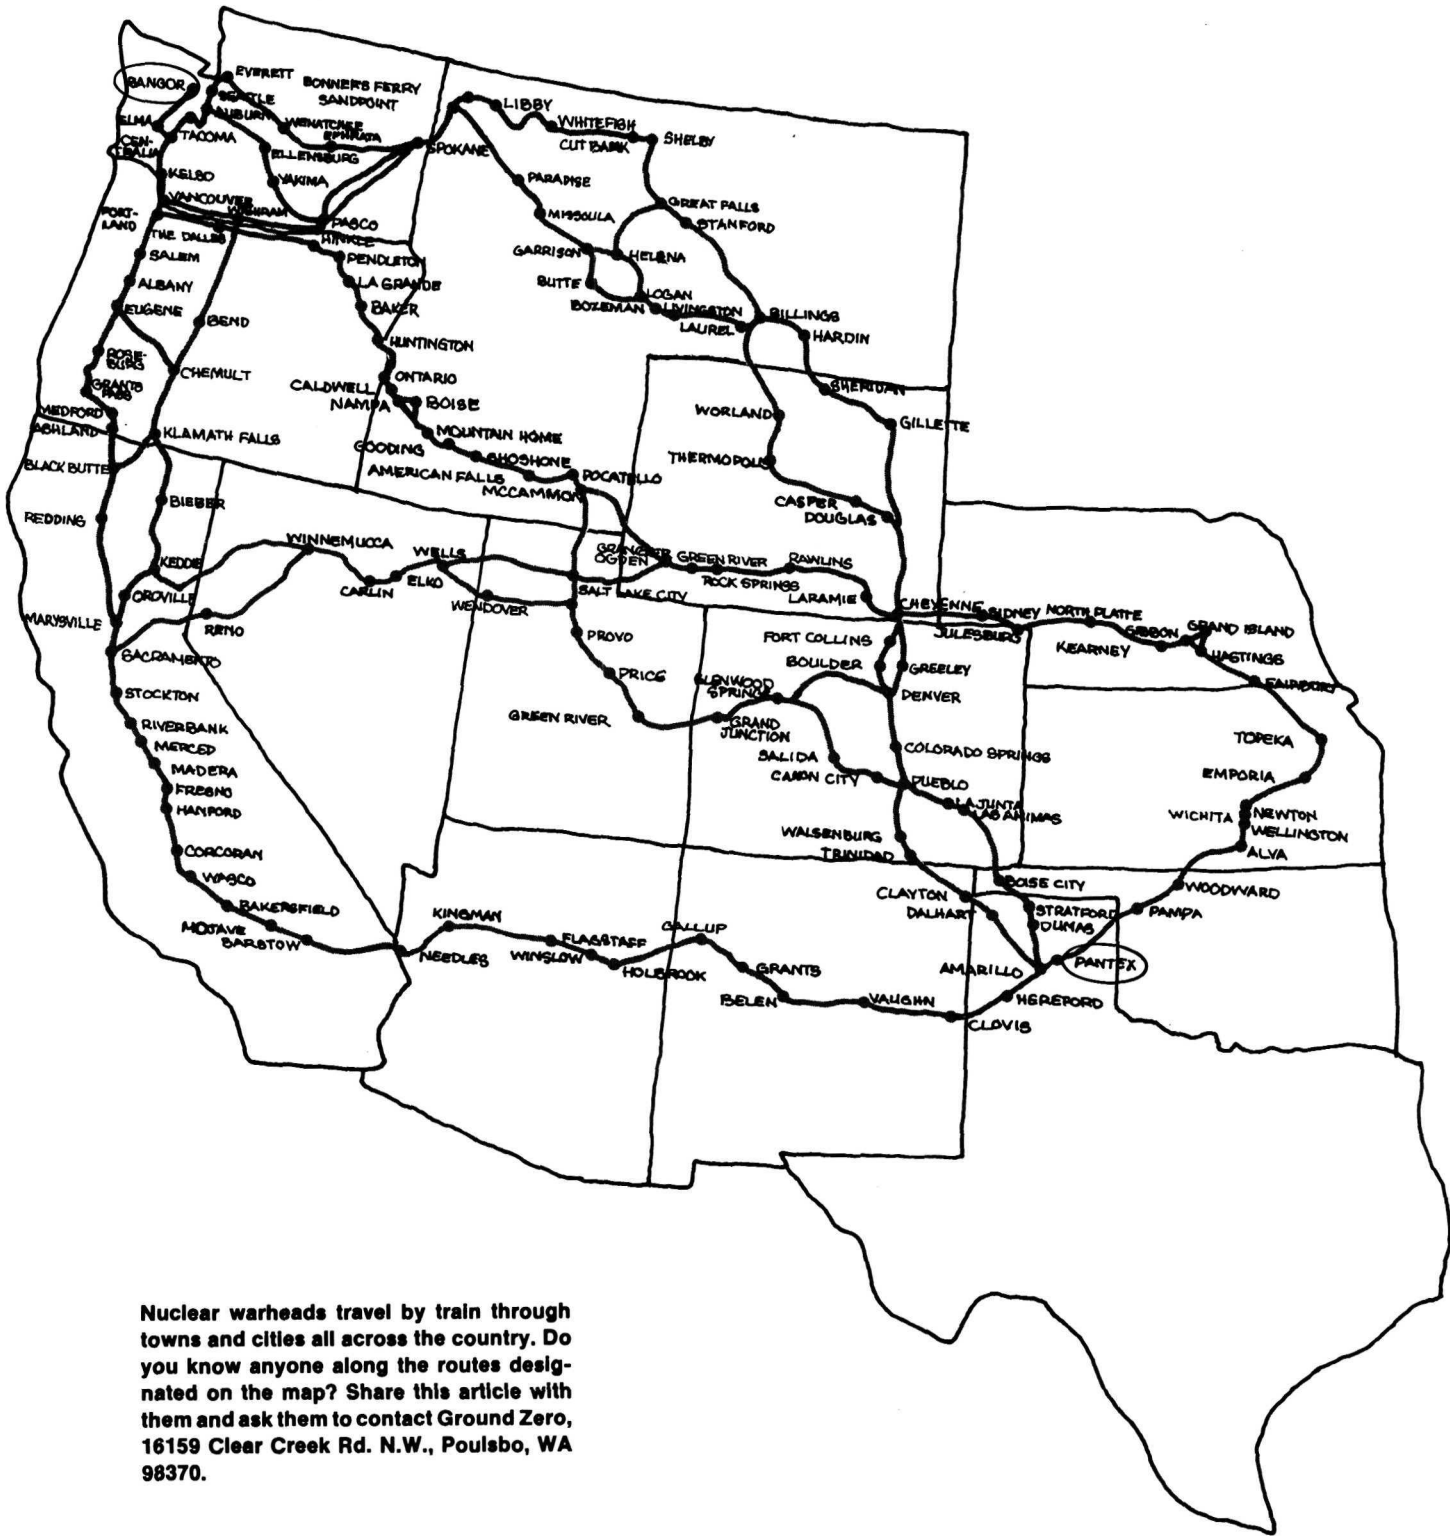 BANGOR
EVERETT
BONNER'S FERRY
SANDPOINT
SEATTLE
ELMA
AUBURN
WENATCHEE
EPHRATA
CEN-
TRALIA
TACOMA
ELLENSBURG
SPOKANE
LIBBY
WHITEFISH
CUT BANK
SHELBY
KELSO
YAKIMA
PARADISE
VANCOUVER
WISHRAM
PASCO
MISSOULA
GREAT FALLS
STANFORD
PORT-
LAND
THE DALLES
HINKLE
SALEM
PENDLETON
GARRISON
HELENA
ALBANY
LA GRANDE
BUTTE
LOGAN
EUGENE
BEND
BAKER
BOZEMAN
LIVINGSTON
LAUREL
BILLINGS
HARDIN
HUNTINGTON
ROSE-
BURG
CHEMULT
ONTARIO
CALDWELL
NAMPA
BOISE
SHERIDAN
GRANTS
PASS
MEDFORD
ASHLAND
KLAMATH FALLS
MOUNTAIN HOME
GOODING
SHOSHONE
WORLAND
GILLETTE
BLACK BUTTE
AMERICAN FALLS
POCATELLO
MCCAMMON
THERMOPOLIS
BIEBER
CASPER
DOUGLAS
REDDING
WINNEMUCCA
WELLS
GRANGER
OGDEN
GREEN RIVER
RAWLINS
KEDDIE
CARLIN
ELKO
ROCK SPRINGS
OROVILLE
WENDOVER
SALT LAKE CITY
LARAMIE
CHEYENNE
SIDNEY
NORTH PLATTE
MARYSVILLE
RENO
JULESBURG
GIBBON
GRAND ISLAND
KEARNEY
HASTINGS
SACRAMENTO
PROVO
FORT COLLINS
BOULDER
GREELEY
STOCKTON
PRICE
GLENWOOD
SPRINGS
DENVER
FAIRBURY
RIVERBANK
GREEN RIVER
GRAND
JUNCTION
MERCED
SALIDA
COLORADO SPRINGS
TOPEKA
MADERA
CANON CITY
PUEBLO
EMPORIA
FRESNO
LA JUNTA
LAS ANIMAS
HANFORD
NEWTON
WICHITA
WELLINGTON
WALSENBURG
TRINIDAD
ALVA
CORCORAN
WASCO
CLAYTON
BOISE CITY
WOODWARD
BAKERSFIELD
DALHART
STRATFORD
DUMAS
PAMPA
MOJAVE
BARSTOW
KINGMAN
FLAGSTAFF
WINSLOW
GALLUP
NEEDLES
HOLBROOK
GRANTS
AMARILLO
PANTEX
BELEN
VAUGHN
HEREFORD
CLOVIS
Nuclear warheads travel by train through
towns and cities all across the country. Do
you know anyone along the routes desig-
nated on the map? Share this article with
them and ask them to contact Ground Zero,
16159 Clear Creek Rd. N.W., Poulsbo, WA
98370.